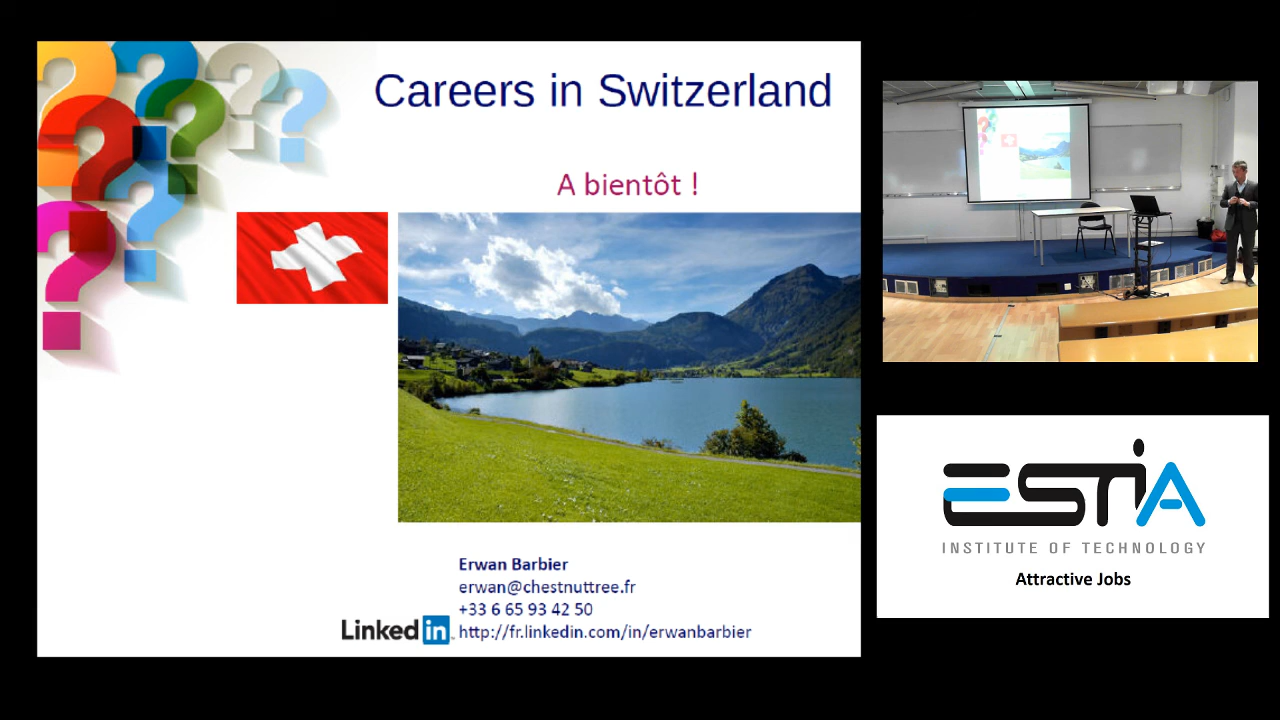 Careers in Switzerland
A bientôt !
Erwan Barbier
erwan@chestnuttree.fr
+33 6 65 93 42 50
Linked in http://fr.linkedin.com/in/erwanbarbier
ESTIA
INSTITUTE OF TECHNOLOGY
Attractive Jobs